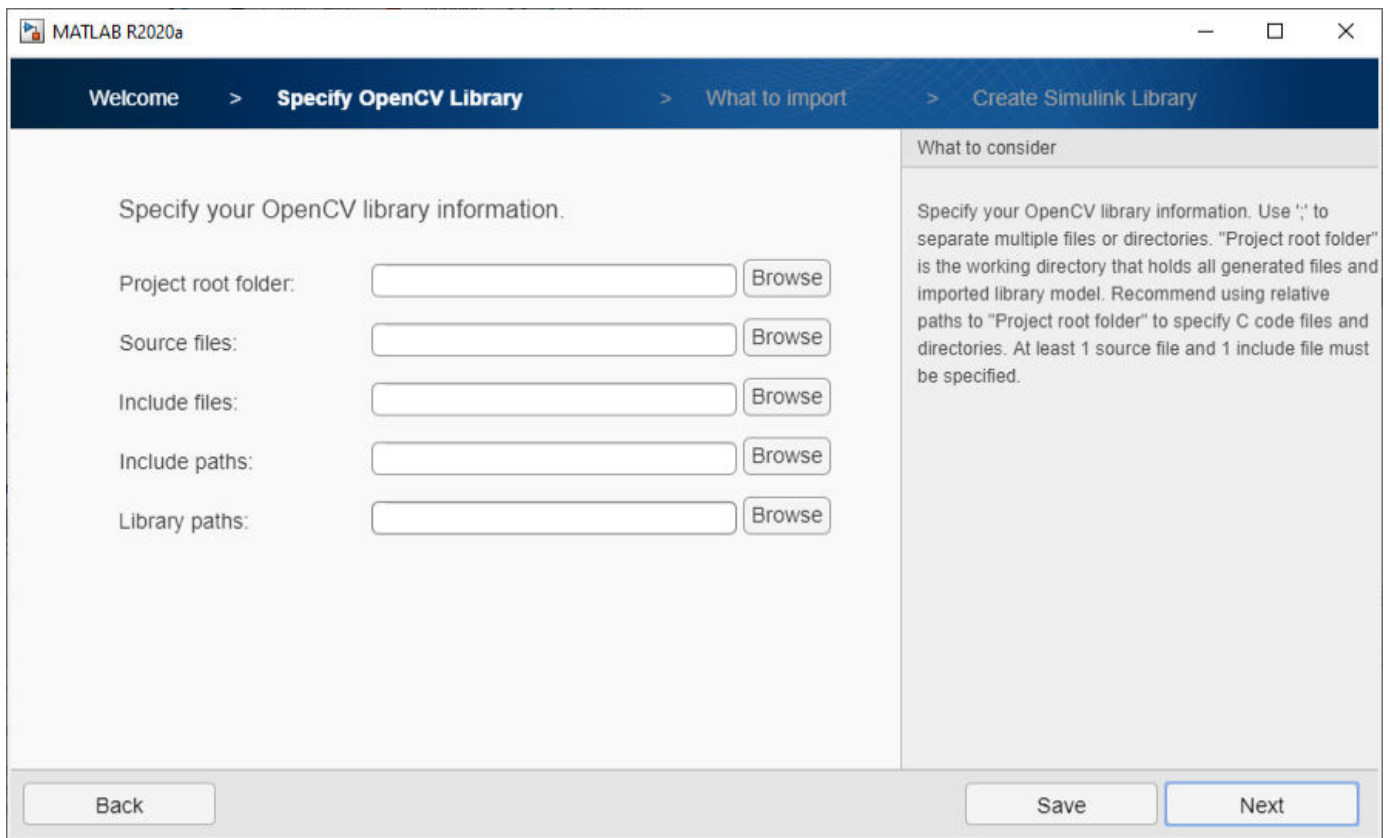 MATLAB R2020a
Welcome > Specify OpenCV Library > What to import > Create Simulink Library
What to consider
Specify your OpenCV library information.
Project root folder: Browse
Source files: Browse
Include files: Browse
Include paths: Browse
Library paths: Browse
Specify your OpenCV library information. Use ';' to
separate multiple files or directories. "Project root folder"
is the working directory that holds all generated files and
imported library model. Recommend using relative
paths to "Project root folder" to specify C code files and
directories. At least 1 source file and 1 include file must
be specified.
Back Save Next